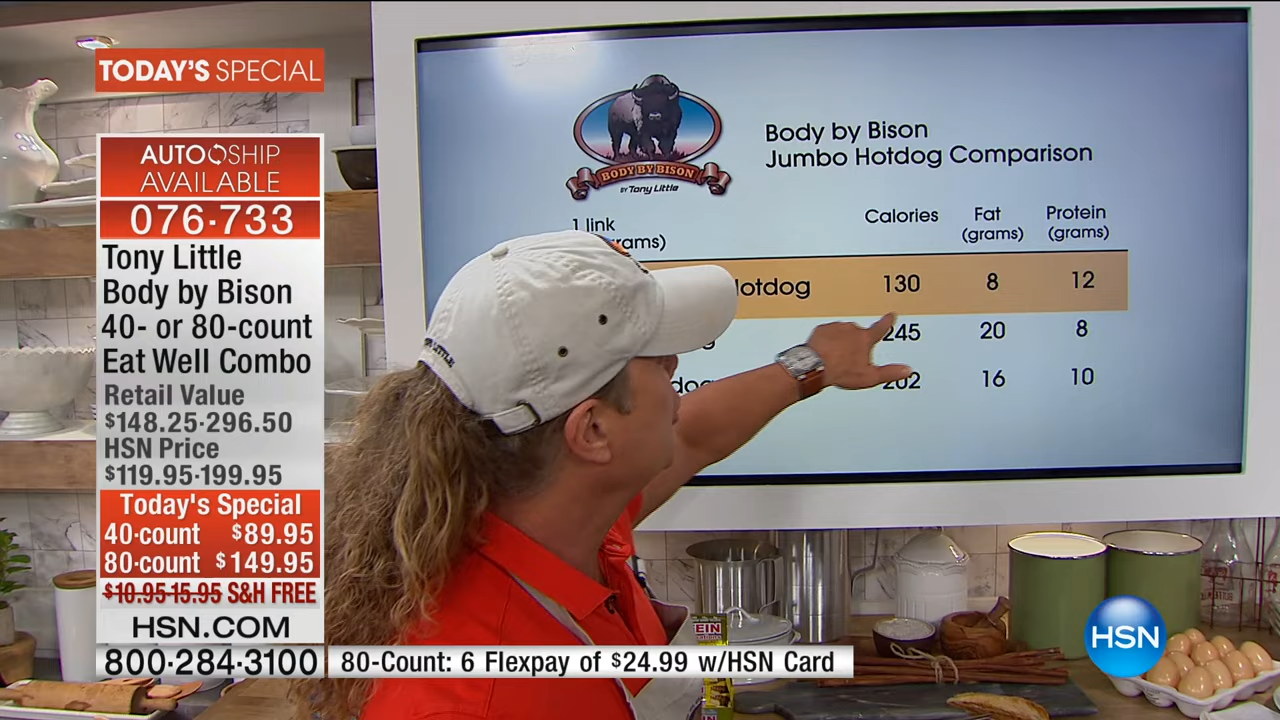 TODAY'S SPECIAL
AUTO SHIP
AVAILABLE
076·733
Tony Little
Body by Bison
40- or 80-count
Eat Well Combo
Retail Value
$148.25-296.50
HSN Price
$119.95-199.95
Today's Special
40-count $89.95
80-count $149.95
$10.95-15.95 S&H FREE
HSN.COM
800·284·3100
80-Count: 6 Flexpay of $24.99 w/HSN Card
BODY BY BISON
BY Tony Little
Body by Bison
Jumbo Hotdog Comparison
1 link
Calories
Fat
(grams)
Protein
(grams)
130
8
12
245
20
8
202
16
10
HSN